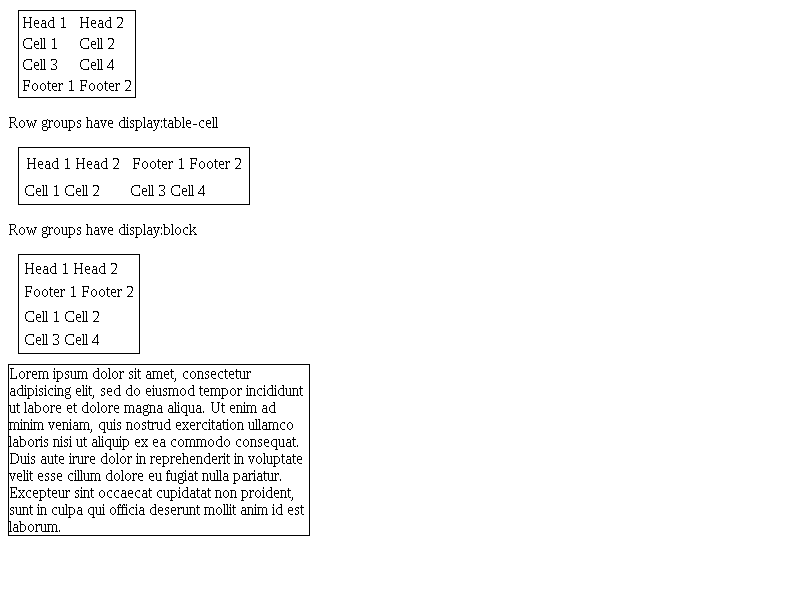 Head 1 Head 2
Cell 1 Cell 2
Cell 3 Cell 4
Footer 1 Footer 2
Row groups have display:table-cell
Head 1 Head 2 Footer 1 Footer 2
Cell 1 Cell 2 Cell 3 Cell 4
Row groups have display:block
Head 1 Head 2
Footer 1 Footer 2
Cell 1 Cell 2
Cell 3 Cell 4
Lorem ipsum dolor sit amet, consectetur
adipisicing elit, sed do eiusmod tempor incididunt
ut labore et dolore magna aliqua. Ut enim ad
minim veniam, quis nostrud exercitation ullamco
laboris nisi ut aliquip ex ea commodo consequat.
Duis aute irure dolor in reprehenderit in voluptate
velit esse cillum dolore eu fugiat nulla pariatur.
Excepteur sint occaecat cupidatat non proident,
sunt in culpa qui officia deserunt mollit anim id est
laborum.